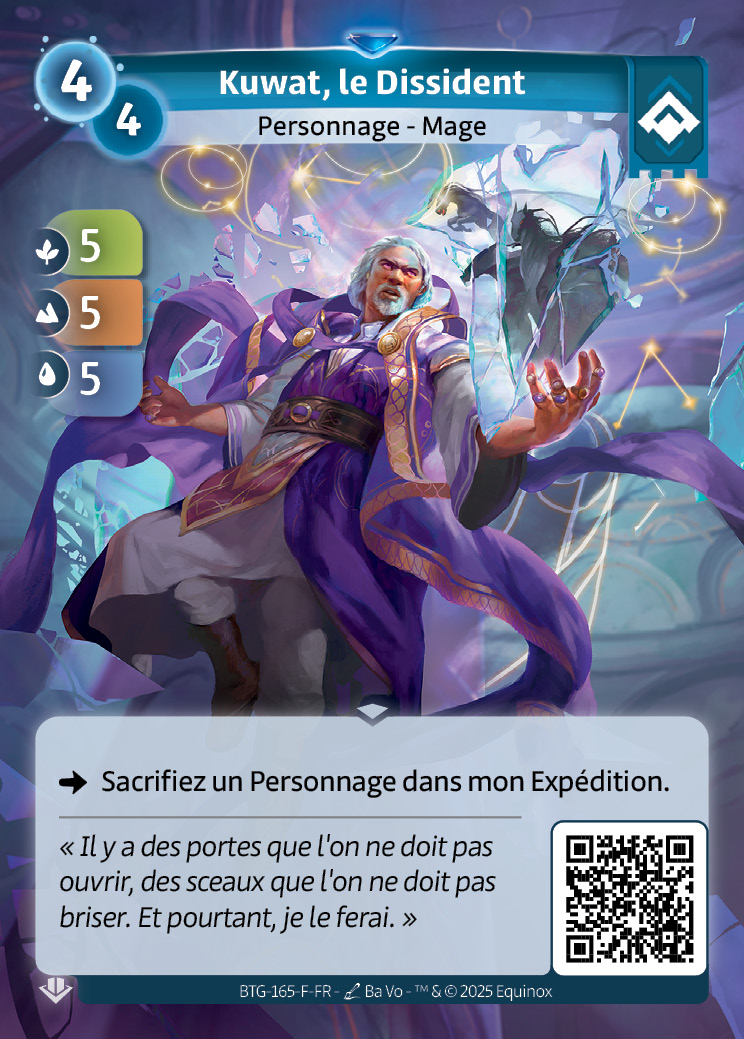 4
Kuwat, le Dissident
4
Personnage - Mage
5
5
5
Sacrifiez un Personnage dans mon Expédition.
« Il y a des portes que l'on ne doit pas
ouvrir, des sceaux que l'on ne doit pas
briser. Et pourtant, je le ferai. »
BTG-165-F-FR - Ba Vo - ™ & © 2025 Equinox